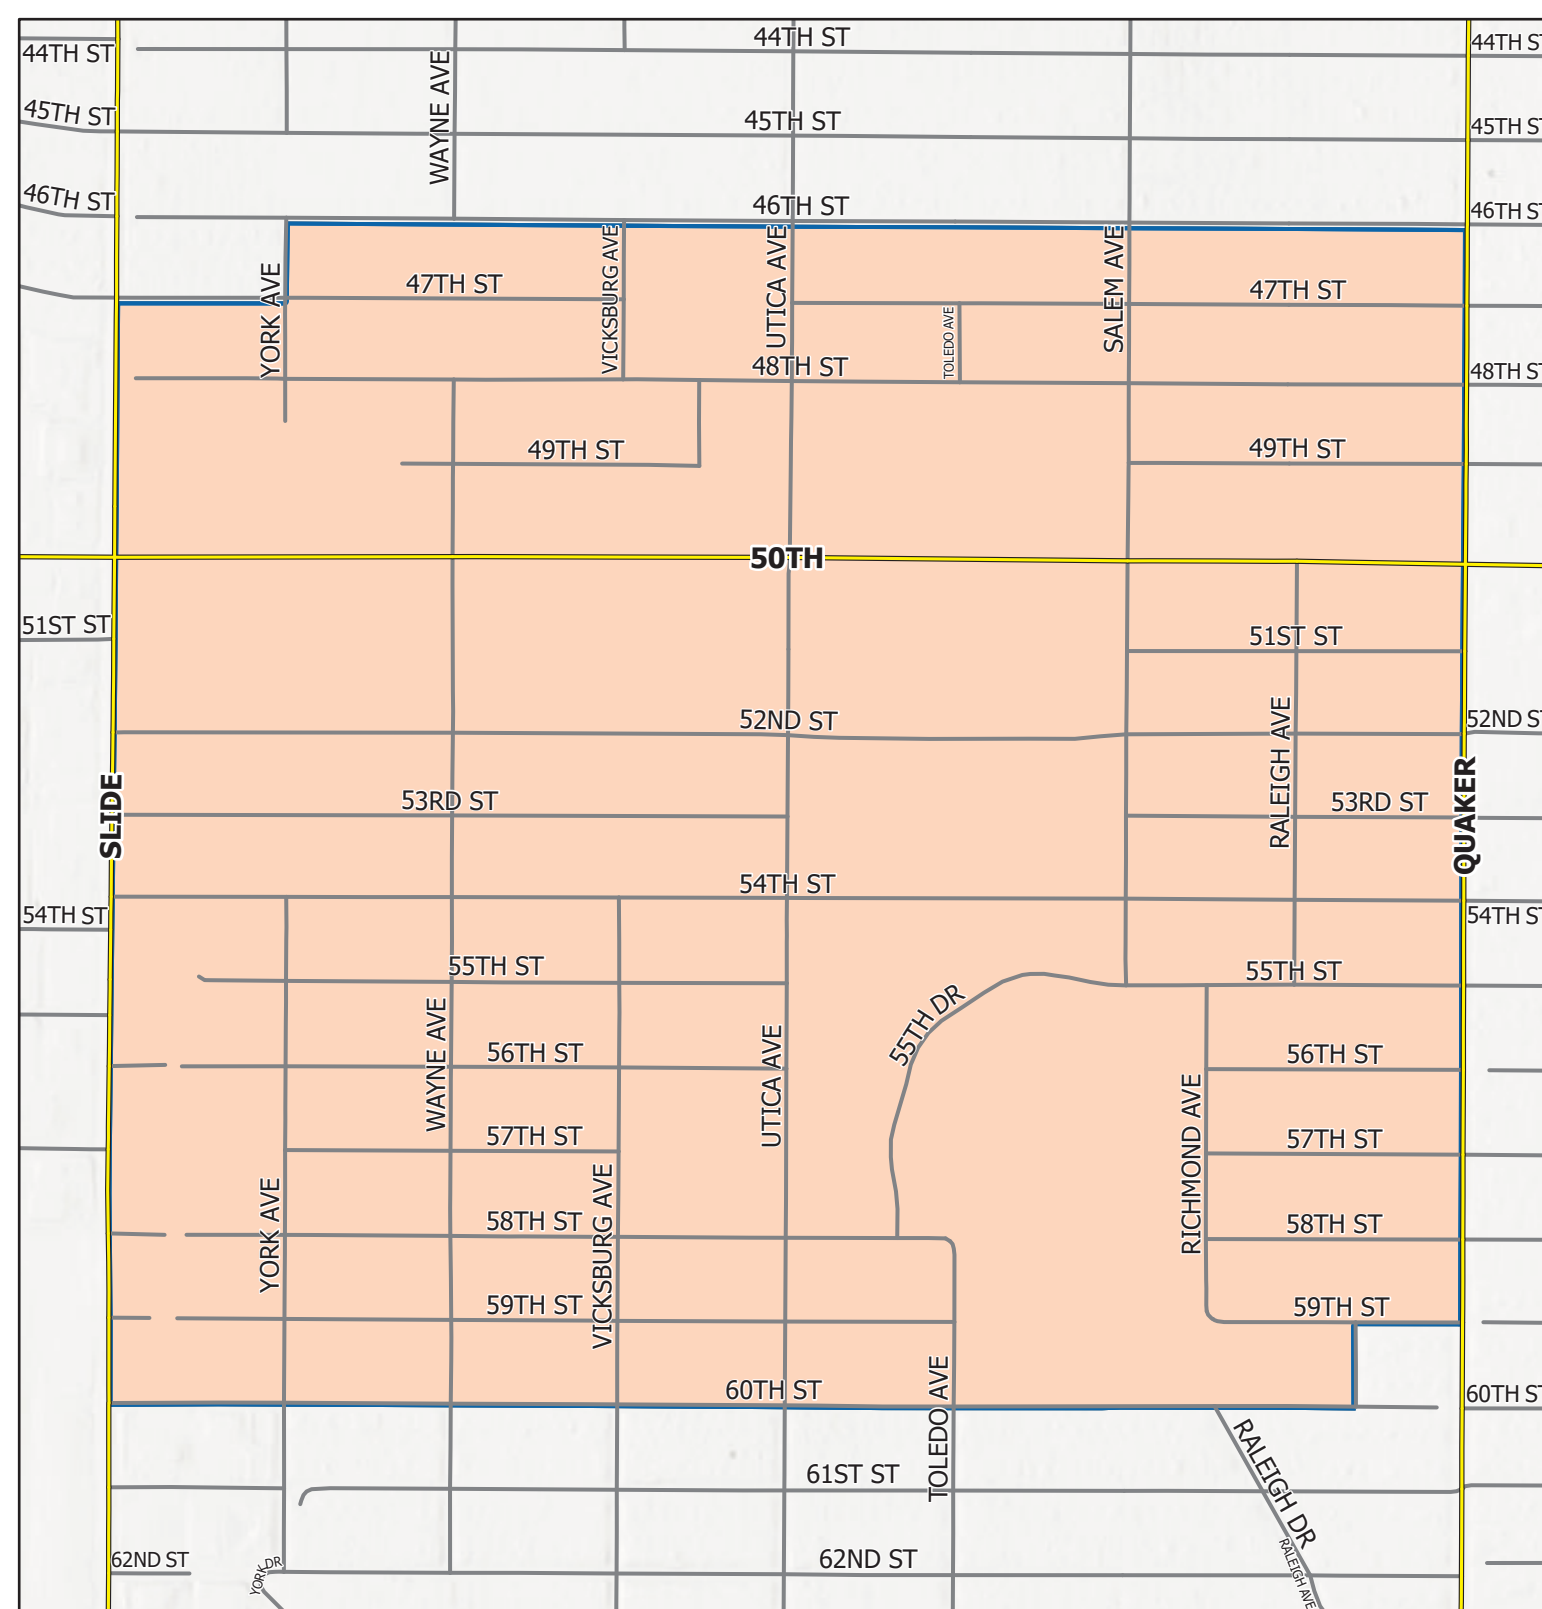 44TH ST
44TH ST
44TH ST
WAYNE AVE
45TH ST
45TH ST
45TH ST
46TH ST
46TH ST
46TH ST
YORK AVE
47TH ST
VICKSBURG AVE
UTICA AVE
TOLEDO AVE
SALEM AVE
47TH ST
48TH ST
48TH ST
49TH ST
49TH ST
50TH
51ST ST
51ST ST
52ND ST
52ND ST
RALEIGH AVE
SLIDE
53RD ST
53RD ST
QUAKER
54TH ST
54TH ST
54TH ST
55TH ST
55TH ST
55TH DR
WAYNE AVE
UTICA AVE
56TH ST
56TH ST
RICHMOND AVE
57TH ST
57TH ST
YORK AVE
VICKSBURG AVE
58TH ST
58TH ST
59TH ST
59TH ST
60TH ST
TOLEDO AVE
60TH ST
61ST ST
RALEIGH DR
62ND ST
YORK DR
62ND ST
RALEIGH AVE